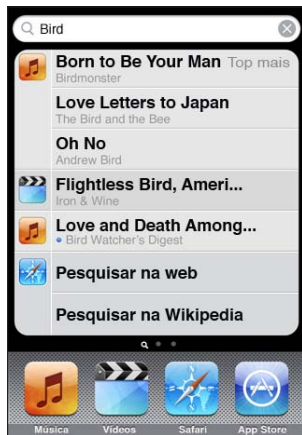 Bird
Born to Be Your Man Top mais
Birdmonster
Love Letters to Japan
The Bird and the Bee
Oh No
Andrew Bird
Flightless Bird, Ameri...
Iron & Wine
Love and Death Among...
Bird Watcher's Digest
Pesquisar na web
Pesquisar na Wikipedia
Música Vídeos Safari App Store